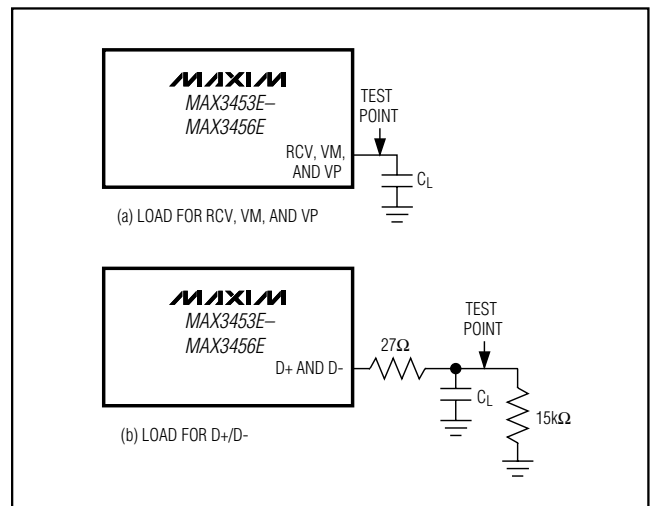 MAXIM
MAX3453E–
MAX3456E
TEST
POINT
RCV, VM,
AND VP
CL
(a) LOAD FOR RCV, VM, AND VP
MAXIM
MAX3453E–
MAX3456E
TEST
POINT
27Ω
D+ AND D-
CL
15kΩ
(b) LOAD FOR D+/D-